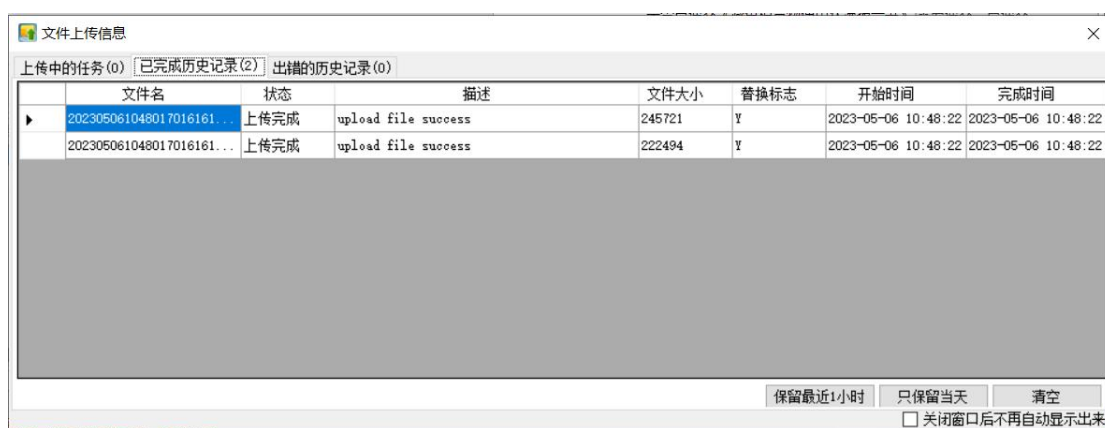 文件上传信息
上传中的任务(0) 已完成历史记录(2) 出错的历史记录(0)
文件名 状态 描述 文件大小 替换标志 开始时间 完成时间
202305061048017016161... 上传完成 upload file success 245721 Y 2023-05-06 10:48:22 2023-05-06 10:48:22
202305061048017016161... 上传完成 upload file success 222494 Y 2023-05-06 10:48:22 2023-05-06 10:48:22
保留最近1小时 只保留当天 清空
关闭窗口后不再自动显示出来